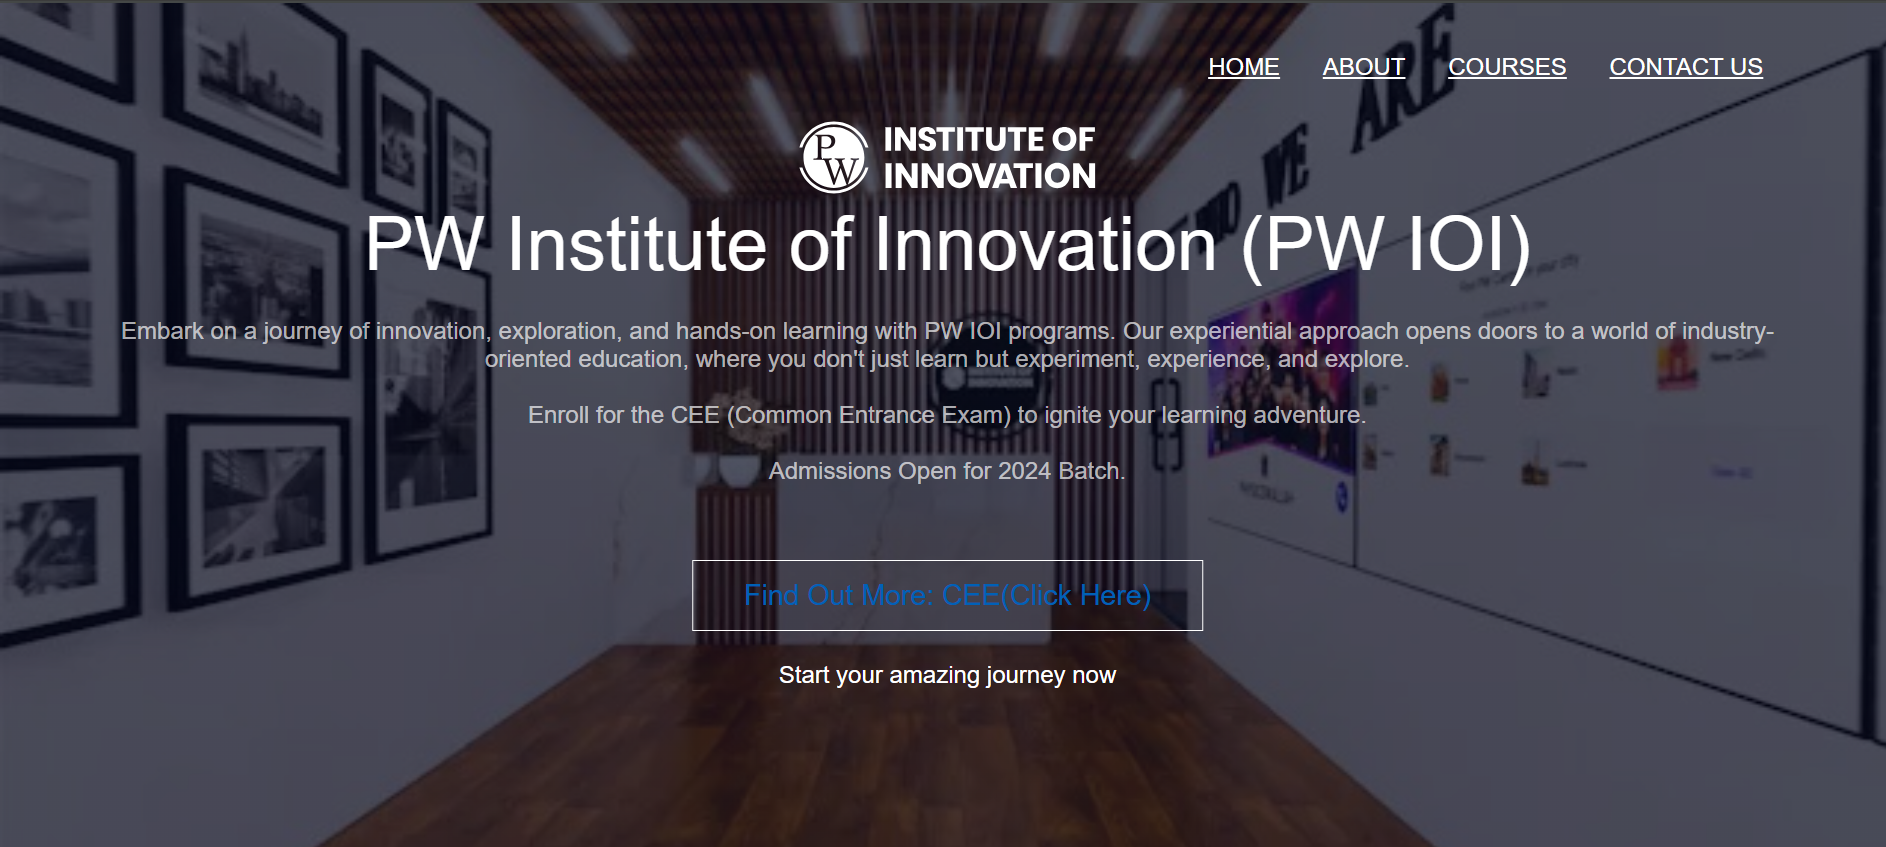 HOME ABOUT COURSES CONTACT US
WE ARE
PW INSTITUTE OF
INNOVATION
PW Institute of Innovation (PW IOI)
Embark on a journey of innovation, exploration, and hands-on learning with PW IOI programs. Our experiential approach opens doors to a world of industry-
oriented education, where you don't just learn but experiment, experience, and explore.
Enroll for the CEE (Common Entrance Exam) to ignite your learning adventure.
Admissions Open for 2024 Batch.
Find Out More: CEE(Click Here)
Start your amazing journey now